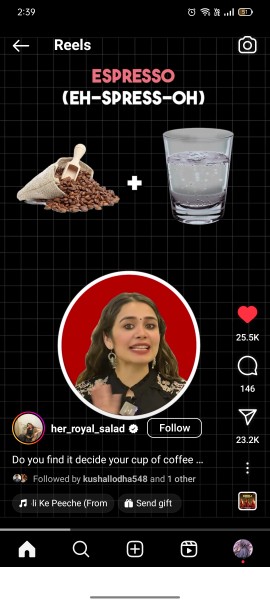 2:39
Reels
ESPRESSO
(EH-SPRESS-OH)
25.5K
146
her_royal_salad
Follow
23.2K
Do you find it decide your cup of coffee ...
Followed by kushallodha548 and 1 other
li Ke Peeche (From
Send gift